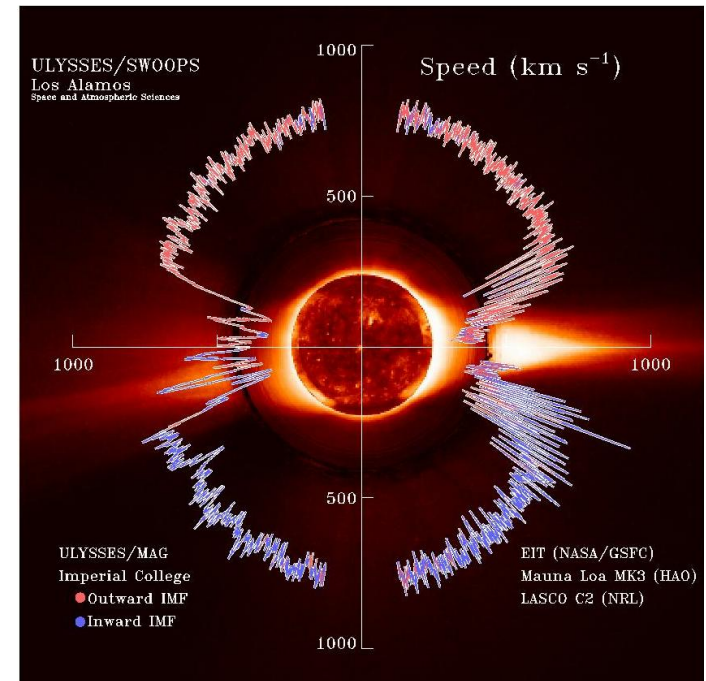 ULYSSES/SWOOPS
Los Alamos
Space and Atmospheric Sciences
Speed (km s⁻¹)
1000
500
1000
1000
500
1000
ULYSSES/MAG
Imperial College
Outward IMF
Inward IMF
EIT (NASA/GSFC)
Mauna Loa MK3 (HAO)
LASCO C2 (NRL)